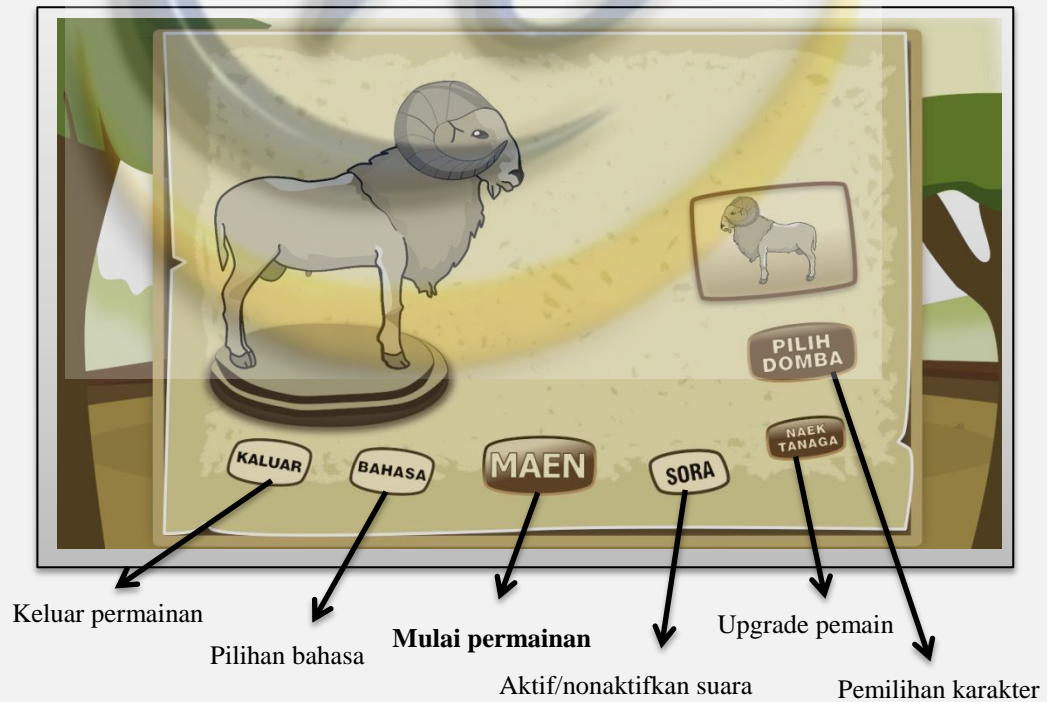 PILIH
DOMBA
NAEK
TANAGA
KALUAR
BAHASA
MAEN
SORA
Keluar permainan
Pilihan bahasa
Mulai permainan
Aktif/nonaktifkan suara
Upgrade pemain
Pemilihan karakter